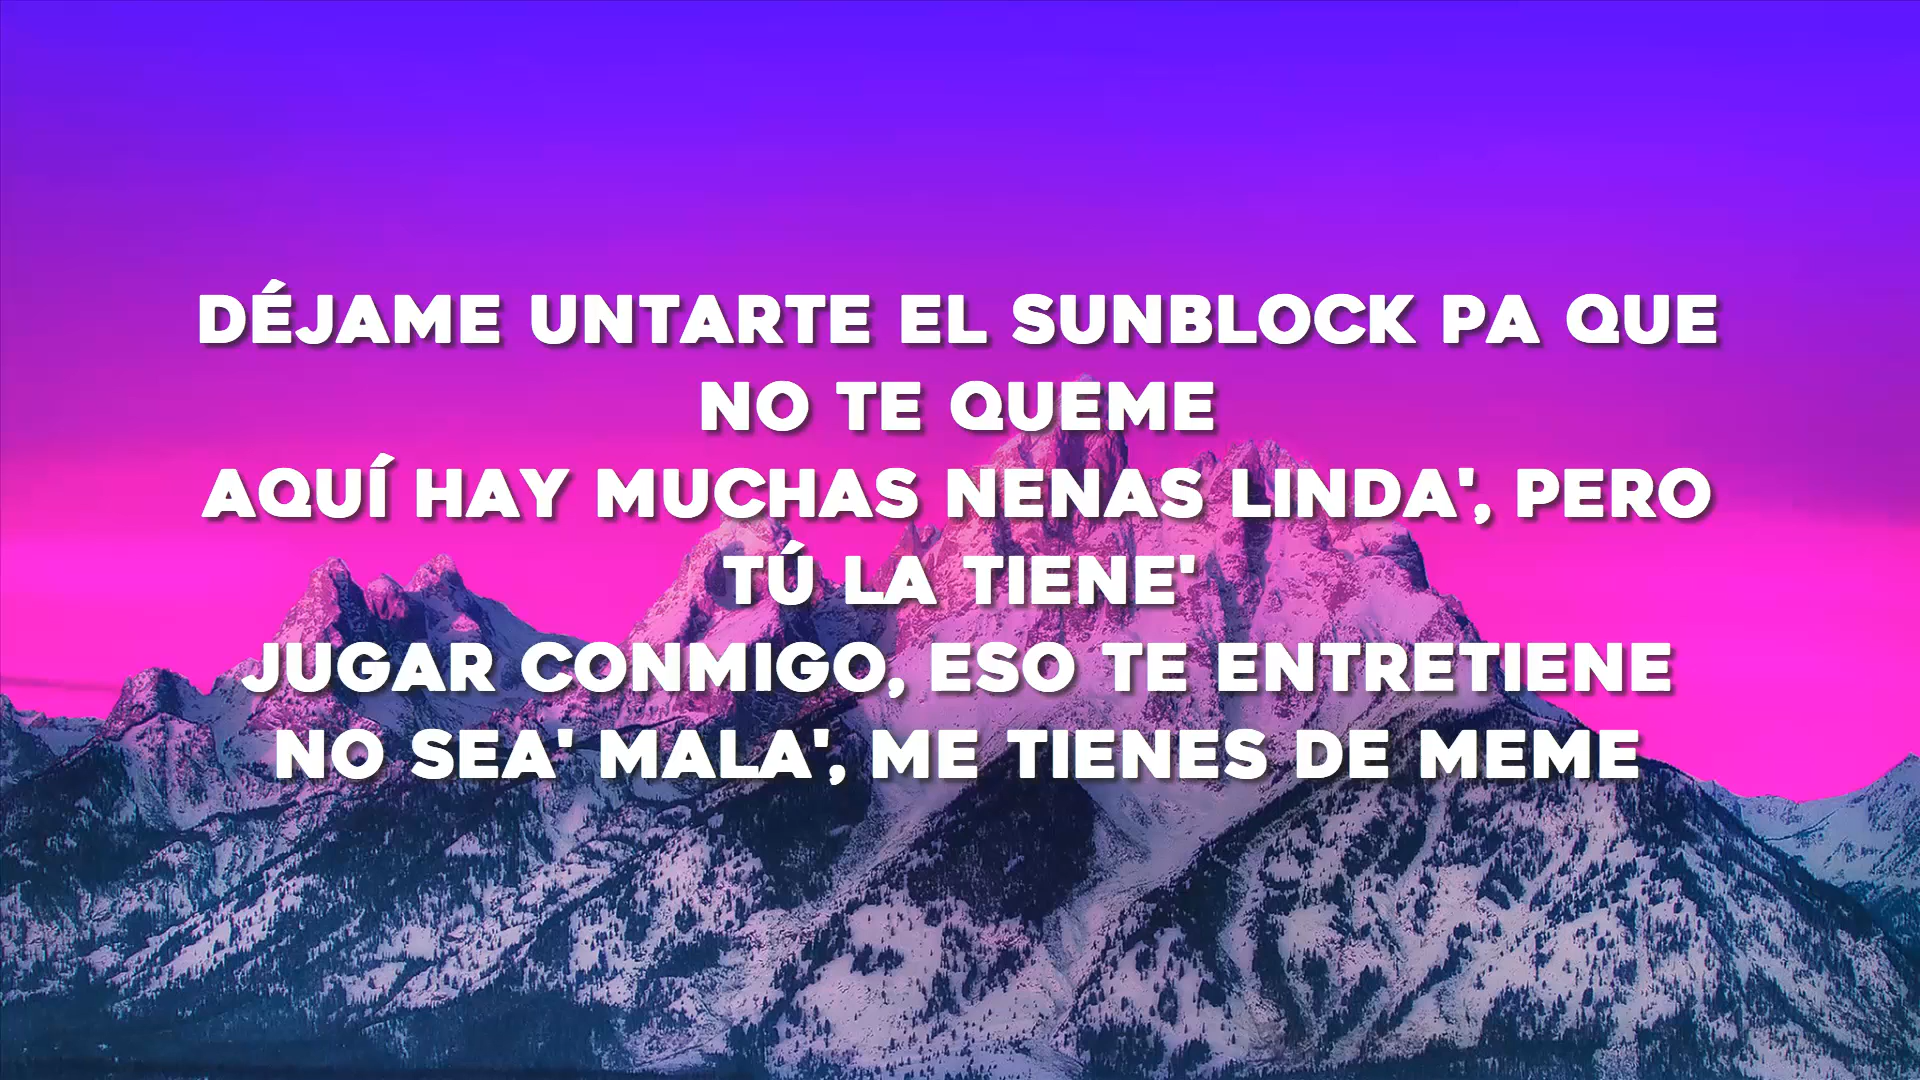 DÉJAME UNTARTE EL SUNBLOCK PA QUE
NO TE QUEME
AQUÍ HAY MUCHAS NENAS LINDA', PERO
TÚ LA TIENE'
JUGAR CONMIGO, ESO TE ENTRETIENE
NO SEA' MALA', ME TIENES DE MEME